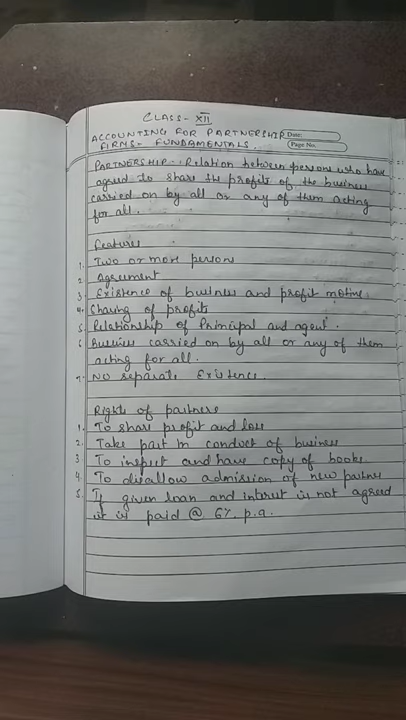 CLASS - XII
ACCOUNTING FOR PARTNERSHIP
FIRMS - FUNDAMENTALS.
Date:
Page No.
PARTNERSHIP - : Relation between persons who have
agreed to share the profits of the business
carried on by all or any of them acting
for all.
Features
1. Two or more persons
2. Agreement
3. Existence of business and profit motive.
4. Sharing of profits
5. Relationship of Principal and agent.
6 Business carried on by all or any of them
acting for all.
7. NO separate Existence.
Rights of partners
1. To share profit and loss
2. Take part in conduct of business
3 To inspect and have copy of books
4. To disallow admission of new partner
5. If given loan and interest is not agreed
it is paid @ 6% p.a.